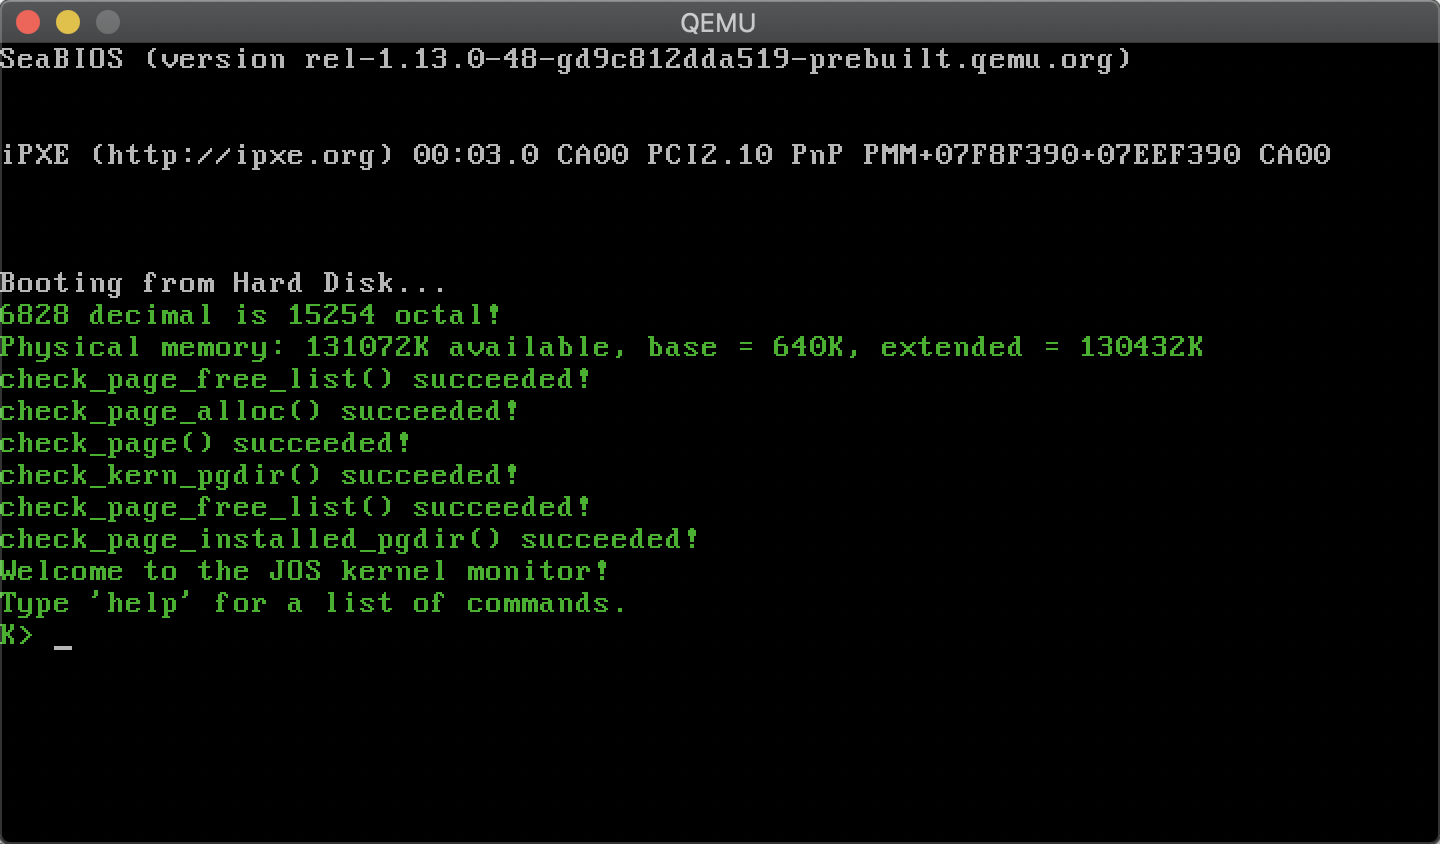 QEMU
SeaBIOS (version rel-1.13.0-48-gd9c812dda519-prebuilt.qemu.org)
iPXE (http://ipxe.org) 00:03.0 CA00 PCI2.10 PnP PMM+07F8F390+07EEF390 CA00
Booting from Hard Disk...
6828 decimal is 15254 octal!
Physical memory: 131072K available, base = 640K, extended = 130432K
check_page_free_list() succeeded!
check_page_alloc() succeeded!
check_page() succeeded!
check_kern_pgdir() succeeded!
check_page_free_list() succeeded!
check_page_installed_pgdir() succeeded!
Welcome to the JOS kernel monitor!
Type 'help' for a list of commands.
K> _